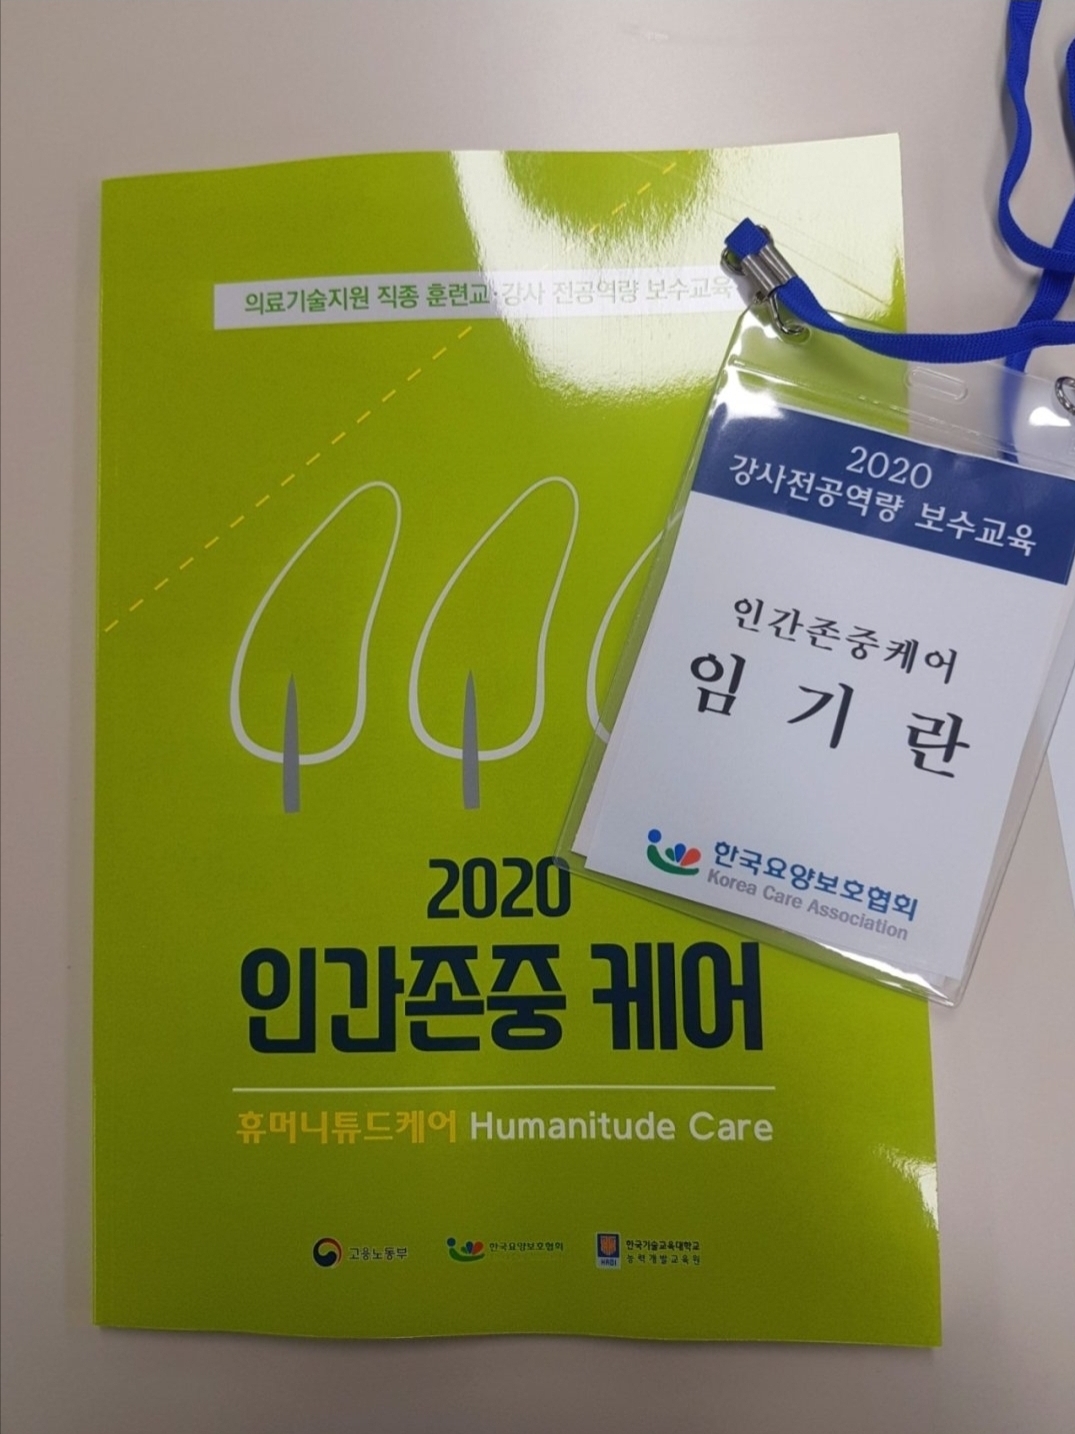 의료기술지원 직종 훈련교·강사 전공역량 보수교육
2020
인간존중 케어
휴머니튜드케어 Humanitude Care
고용노동부
한국요양보호협회
HRDI
한국기술교육대학교
능력개발교육원
2020
강사전공역량 보수교육
인간존중케어
임 기 란
한국요양보호협회
Korea Care Association